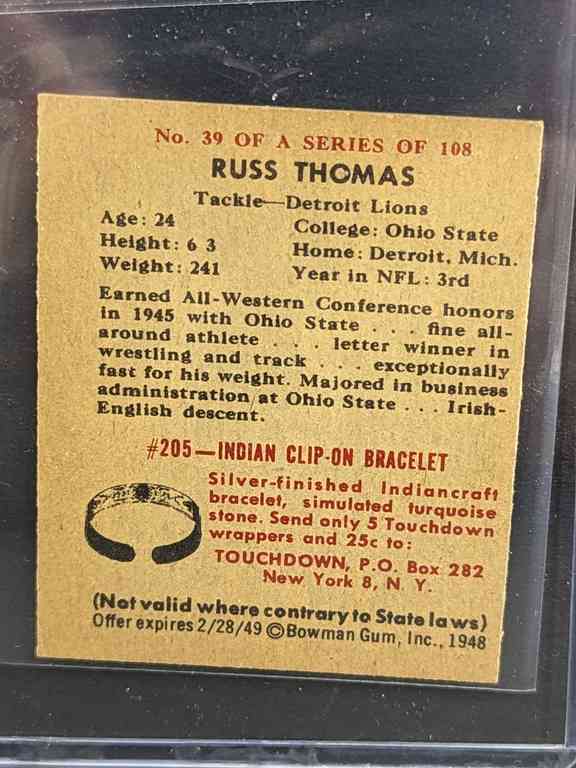 No. 39 OF A SERIES OF 108
RUSS THOMAS
Tackle—Detroit Lions
Age: 24
Height: 6 3
Weight: 241
College: Ohio State
Home: Detroit, Mich.
Year in NFL: 3rd
Earned All-Western Conference honors
in 1945 with Ohio State . . . fine all-
around athlete . . . letter winner in
wrestling and track . . . exceptionally
fast for his weight. Majored in business
administration at Ohio State . . . Irish-
English descent.
#205—INDIAN CLIP-ON BRACELET
Silver-finished Indiancraft
bracelet, simulated turquoise
stone. Send only 5 Touchdown
wrappers and 25c to:
TOUCHDOWN, P.O. Box 282
New York 8, N. Y.
(Not valid where contrary to State laws)
Offer expires 2/28/49 ©Bowman Gum, Inc., 1948